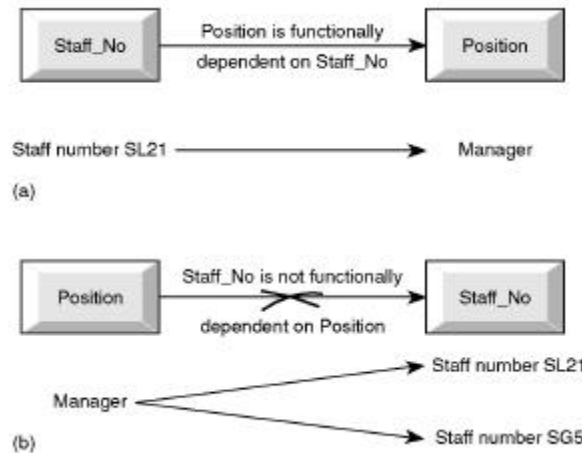 Staff_No
Position is functionally
dependent on Staff_No
Position
Staff number SL21
Manager
(a)
Position
Staff_No is not functionally
dependent on Position
Staff_No
Staff number SL21
Manager
Staff number SG5
(b)